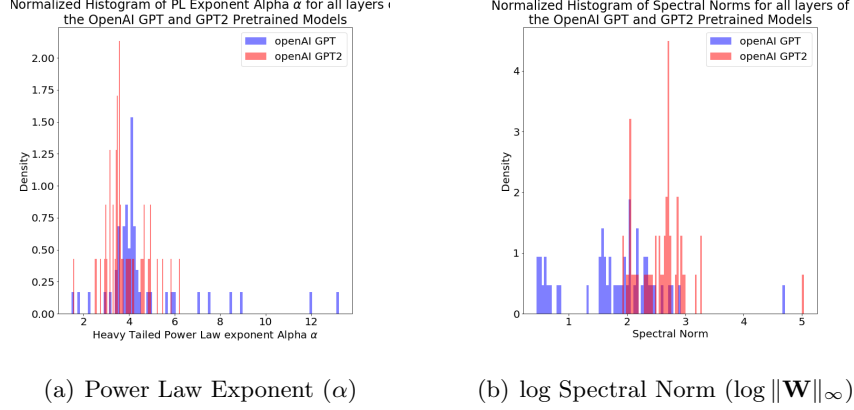 Normalized Histogram of PL Exponent Alpha α for all layers
the OpenAI GPT and GPT2 Pretrained Models
openAI GPT
openAI GPT2
Density
2.00
1.75
1.50
1.25
1.00
0.75
0.50
0.25
0.00
2 4 6 8 10 12
Heavy Tailed Power Law exponent Alpha α
(a) Power Law Exponent (α)
Normalized Histogram of Spectral Norms for all layers of
the OpenAI GPT and GPT2 Pretrained Models
openAI GPT
openAI GPT2
Density
4
3
2
1
0
1 2 3 4 5
Spectral Norm
(b) log Spectral Norm (log ‖W‖∞)